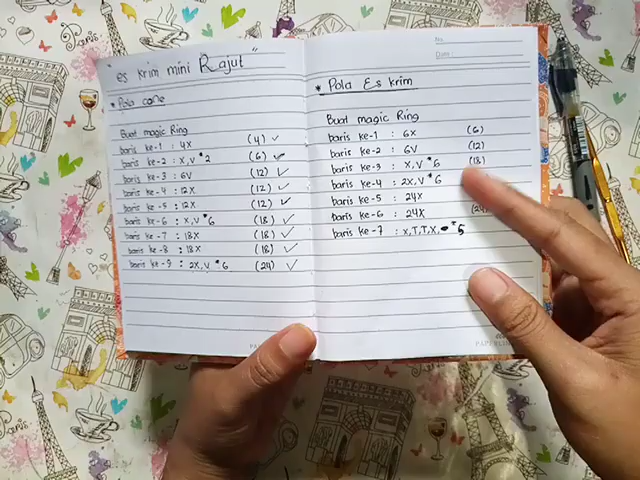 "es krim mini Rajut"
* Pola cone
Buat magic Ring
baris ke-1 : 4x (4) ✓
baris ke-2 : x,v *2 (6) ✓
baris ke-3 : 6V (12) ✓
baris ke-4 : 12x (12) ✓
baris ke-5 : 12x (12) ✓
baris ke-6 : x,v *6 (18) ✓
baris ke-7 : 18x (18) ✓
baris ke-8 : 18x (18) ✓
baris ke-9 : 2x,v *6 (24) ✓
No.
Date:
* Pola Es krim
Buat magic Ring
baris ke-1 : 6x (6)
baris ke-2 : 6V (12)
baris ke-3 : x,v *6 (18)
baris ke-4 : 2x,v *6
baris ke-5 : 24x
baris ke-6 : 24x (24)
baris ke-7 : x,T,T,x, *5